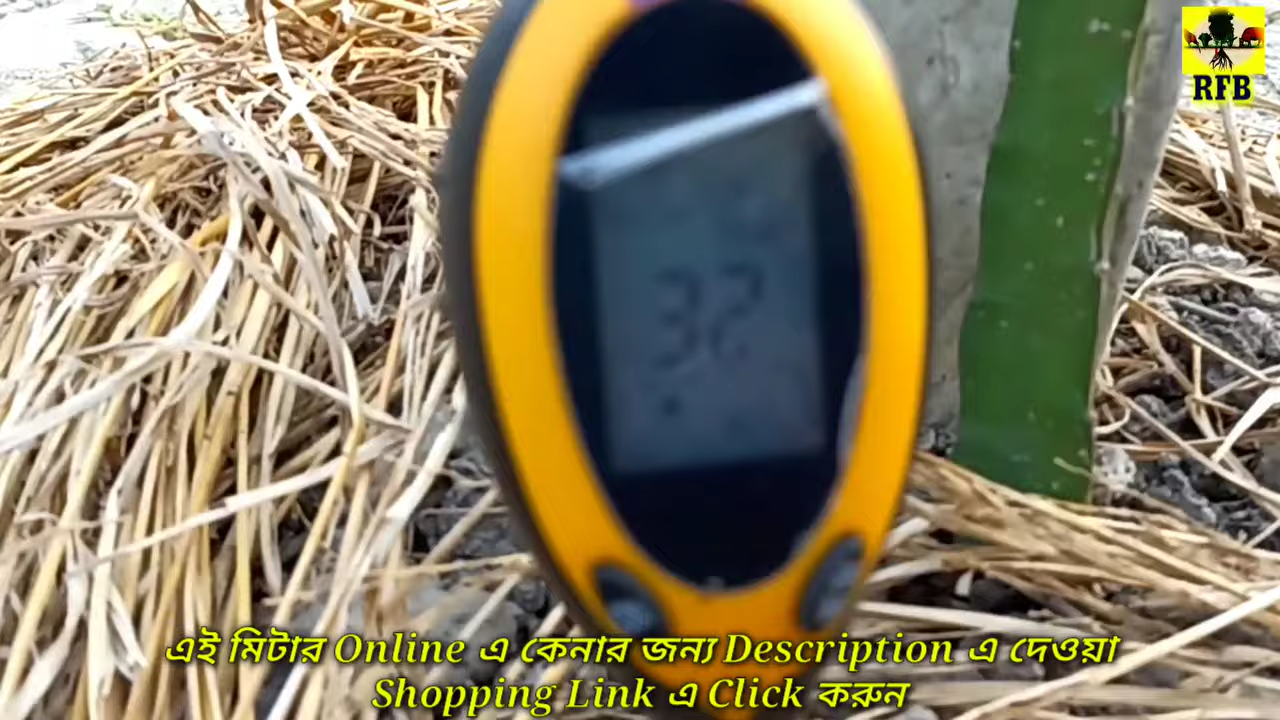 RFB
32
এই মিটার Online এ কেনার জন্য Description এ দেওয়া
Shopping Link এ Click করুন